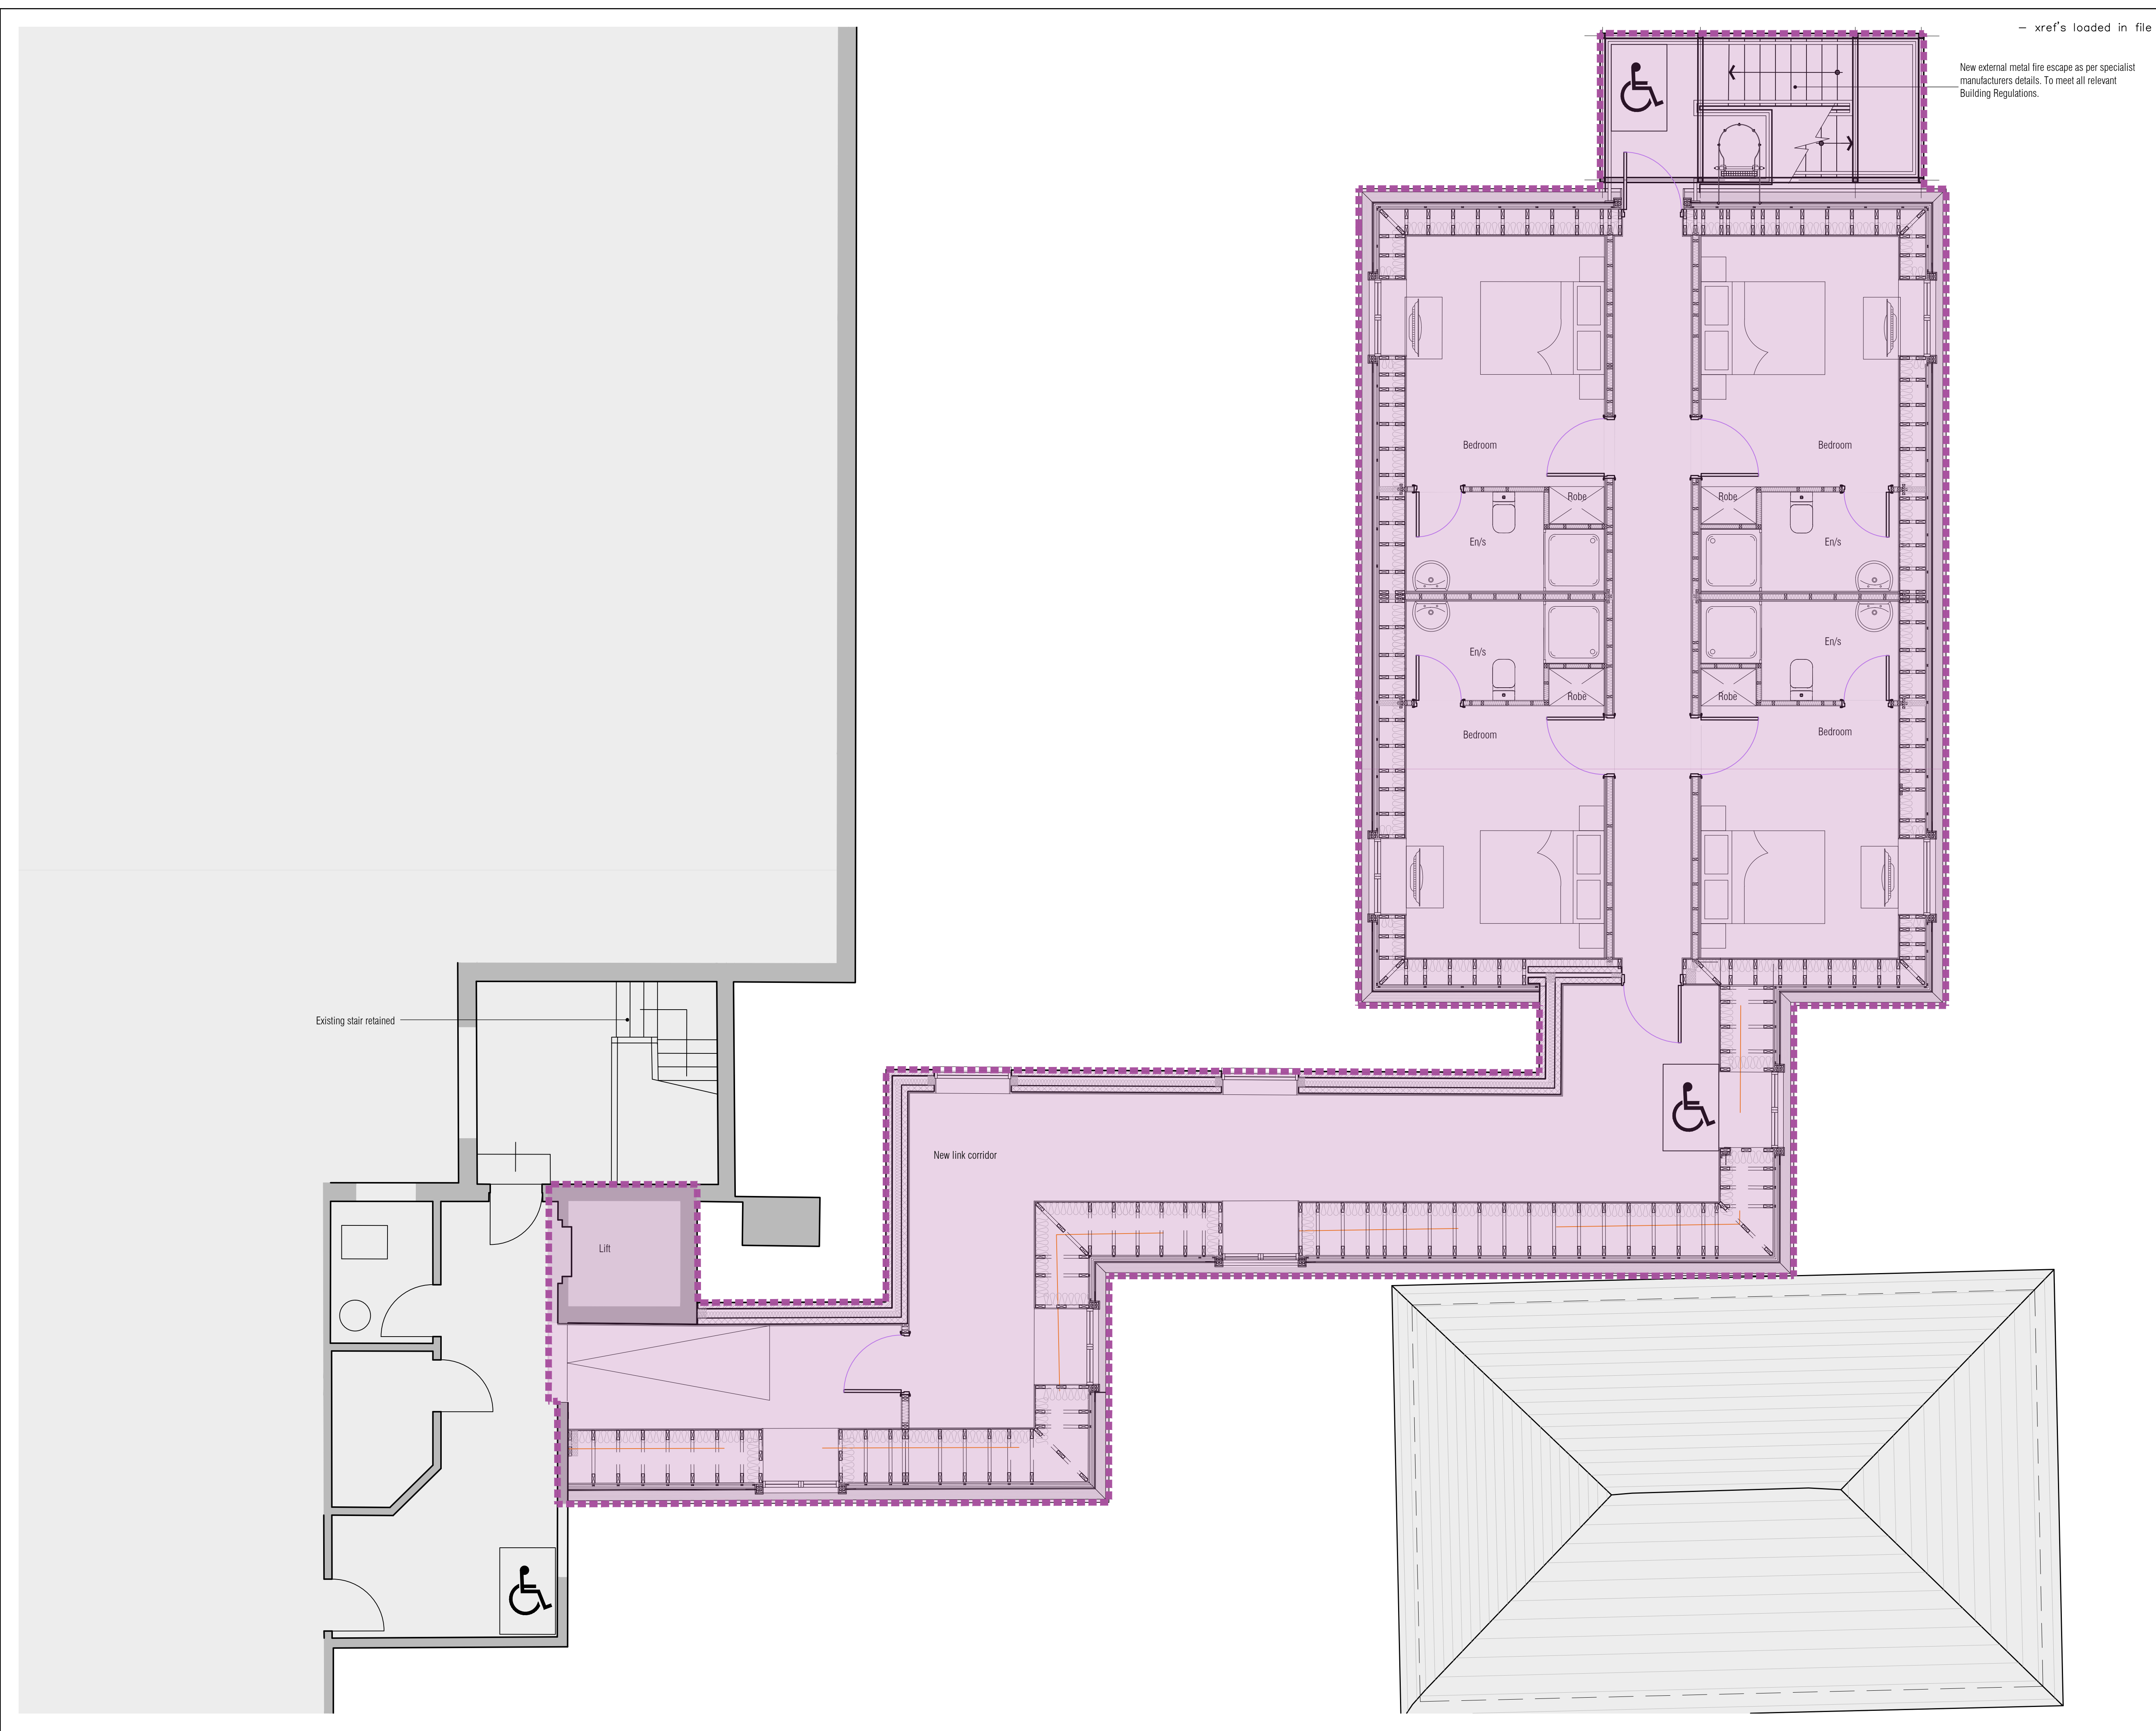 – xref's loaded in file
New external metal fire escape as per specialist
manufacturers details. To meet all relevant
Building Regulations.
Bedroom
Bedroom
Robe
Robe
En/s
En/s
En/s
En/s
Robe
Robe
Bedroom
Bedroom
Existing stair retained
New link corridor
Lift